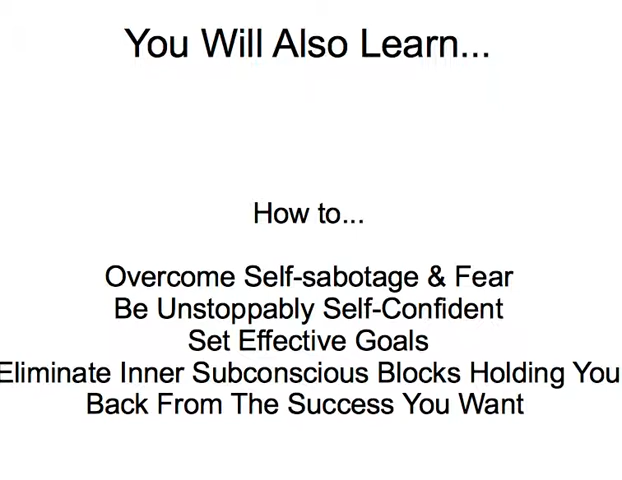 You Will Also Learn...
How to...
Overcome Self-sabotage & Fear
Be Unstoppably Self-Confident
Set Effective Goals
Eliminate Inner Subconscious Blocks Holding You
Back From The Success You Want